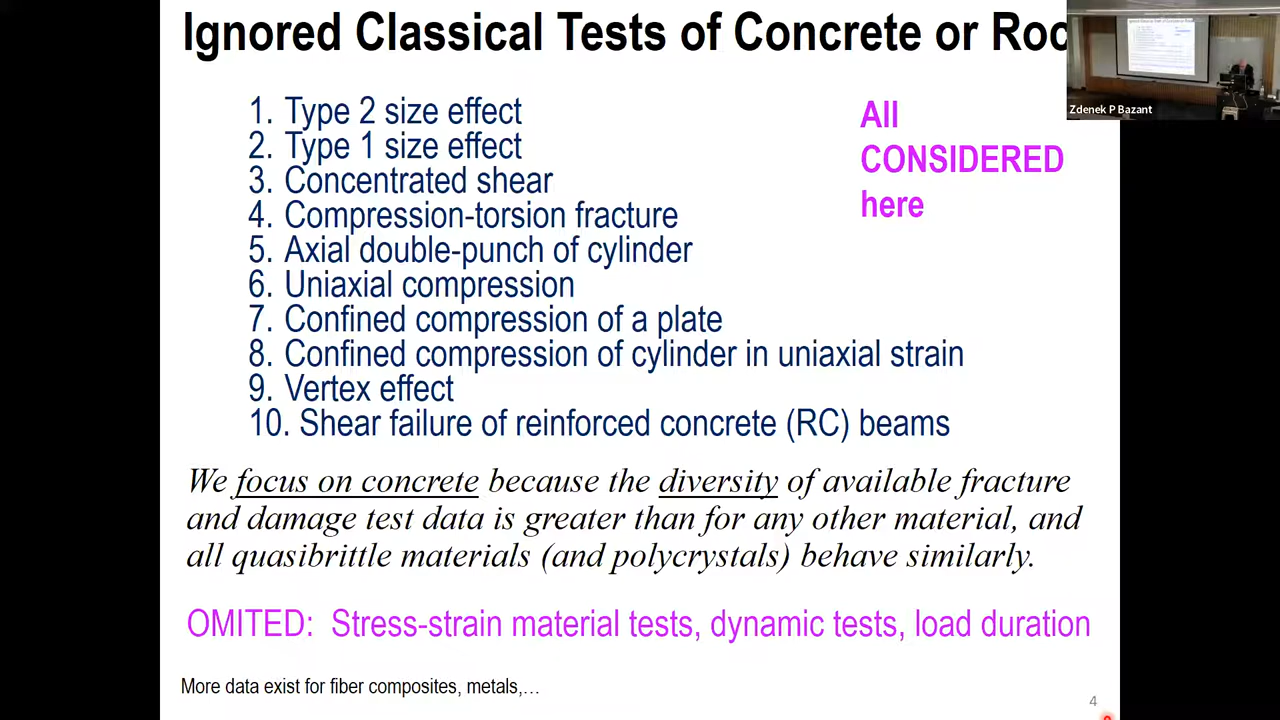 Ignored Classical Tests of Concrete or Roc
1. Type 2 size effect
2. Type 1 size effect
3. Concentrated shear
4. Compression-torsion fracture
5. Axial double-punch of cylinder
6. Uniaxial compression
7. Confined compression of a plate
8. Confined compression of cylinder in uniaxial strain
9. Vertex effect
10. Shear failure of reinforced concrete (RC) beams
All
CONSIDERED
here
Zdenek P Bazant
We focus on concrete because the diversity of available fracture
and damage test data is greater than for any other material, and
all quasibrittle materials (and polycrystals) behave similarly.
OMITED: Stress-strain material tests, dynamic tests, load duration
More data exist for fiber composites, metals,...
4